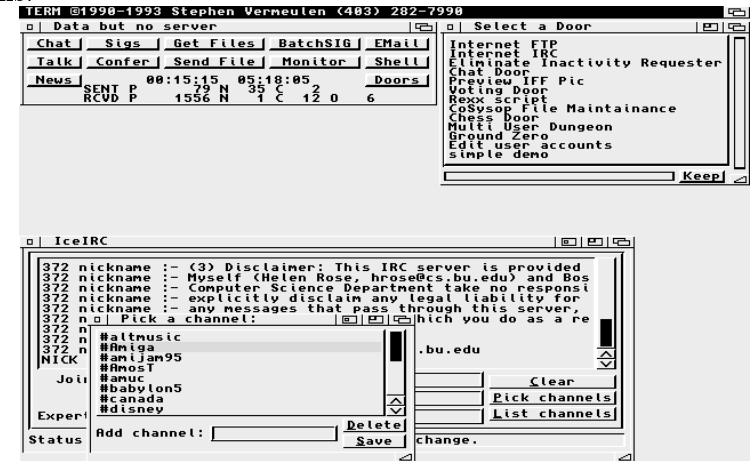 TERM ©1990-1993 Stephen Vermeulen (403) 282-7990
Data but no server
Chat Sigs Get Files BatchSIG EMail
Talk Confer Send File Monitor Shell
News 00:15:15 05:18:05 Doors
SENT P 79 N 35 C 2
RCVD P 1556 N 1 C 12 O 6
Select a Door
Internet FTP
Internet IRC
Eliminate Inactivity Requester
Chat Door
Preview IFF Pic
Voting Door
Rexx script
CoSysop File Maintainance
Chess Door
Multi User Dungeon
Ground Zero
Edit user accounts
simple demo
Keep
IceIRC
372 nickname :- (3) Disclaimer: This IRC server is provided
372 nickname :- Myself (Helen Rose, hrose@cs.bu.edu) and Bos
372 nickname :- Computer Science Department take no responsi
372 nickname :- explicitly disclaim any legal liability for
372 nickname :- any messages that pass through this server,
372 n hich you do as a re
372 n
372 n
372 n .bu.edu
NICK
Pick a channel:
#altmusic
#Amiga
#amijam95
#AmosT
#amuc
#babylon5
#canada
#disney
Add channel:
Delete
Save
Joi
Clear
Pick channels
Exper
List channels
Status change.